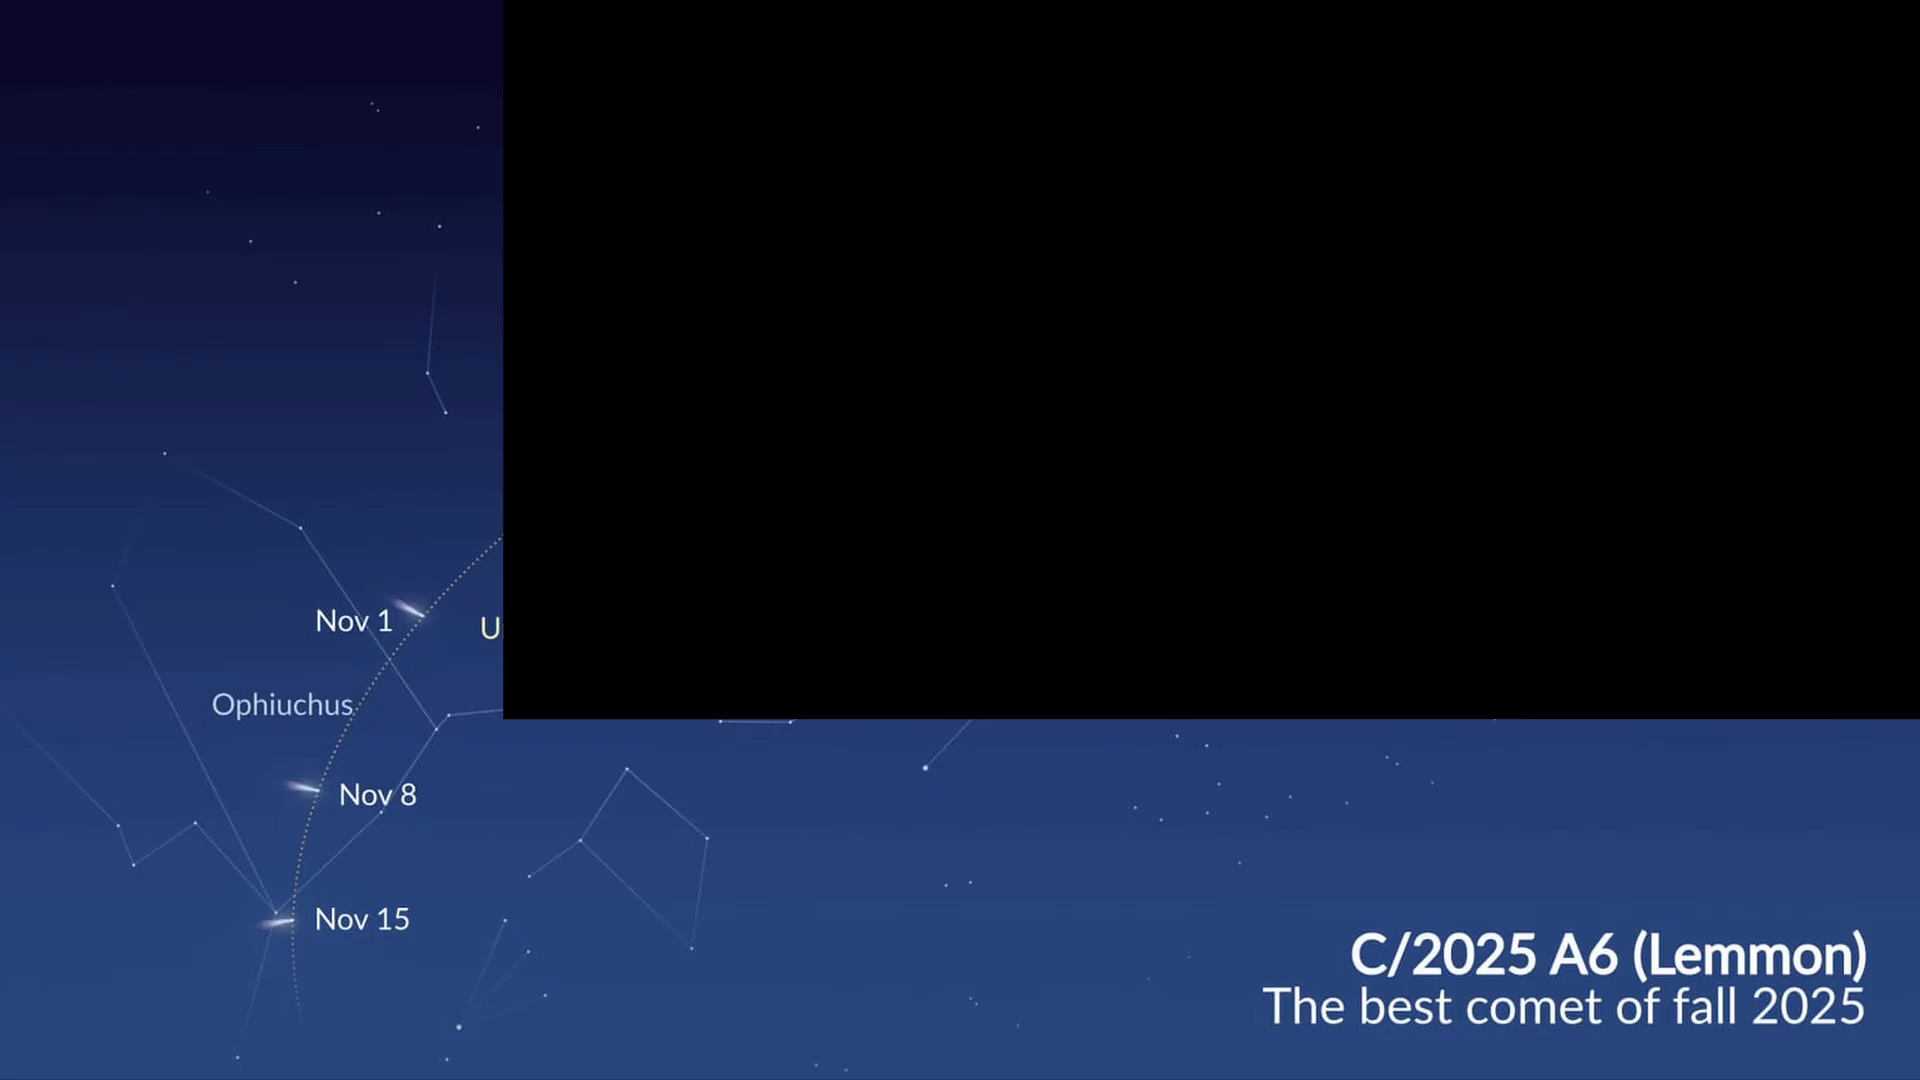 Nov 1
Ophiuchus
Nov 8
Nov 15
C/2025 A6 (Lemmon)
The best comet of fall 2025